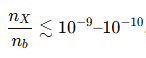 n_X / n_b ≲ 10^{-9}–10^{-10}.